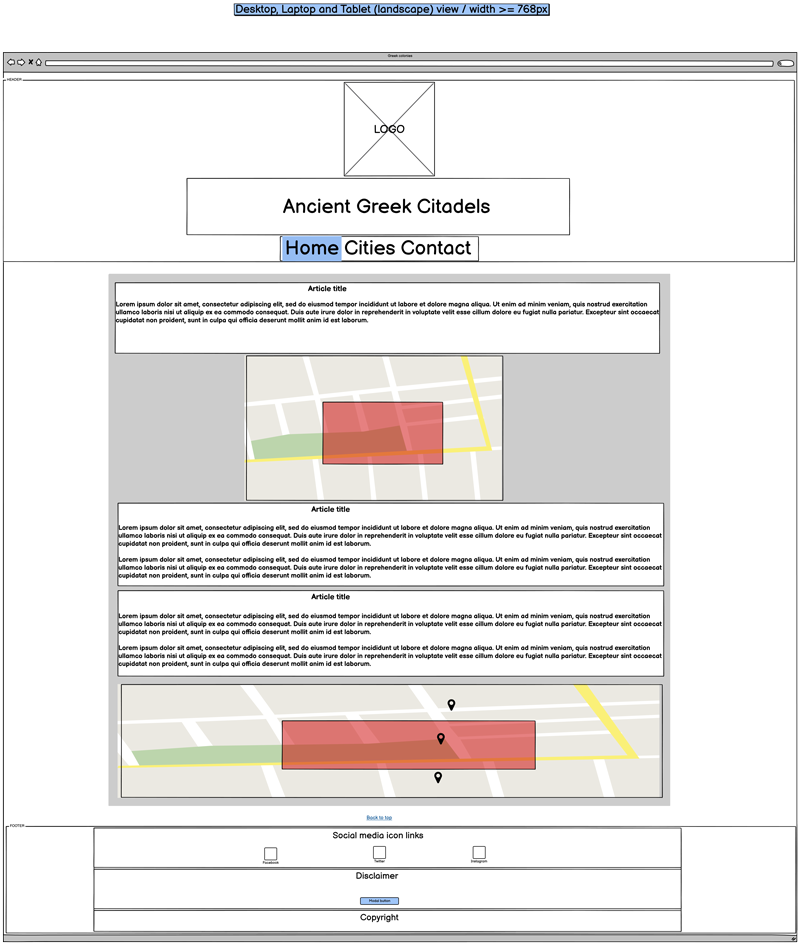 Desktop, Laptop and Tablet (landscape) view / width >= 768px
Greek colonies
HEADER
LOGO
Ancient Greek Citadels
Home Cities Contact
Article title
Lorem ipsum dolor sit amet, consectetur adipiscing elit, sed do eiusmod tempor incididunt ut labore et dolore magna aliqua. Ut enim ad minim veniam, quis nostrud exercitation
ullamco laboris nisi ut aliquip ex ea commodo consequat. Duis aute irure dolor in reprehenderit in voluptate velit esse cillum dolore eu fugiat nulla pariatur. Excepteur sint occaecat
cupidatat non proident, sunt in culpa qui officia deserunt mollit anim id est laborum.
Article title
Lorem ipsum dolor sit amet, consectetur adipiscing elit, sed do eiusmod tempor incididunt ut labore et dolore magna aliqua. Ut enim ad minim veniam, quis nostrud exercitation
ullamco laboris nisi ut aliquip ex ea commodo consequat. Duis aute irure dolor in reprehenderit in voluptate velit esse cillum dolore eu fugiat nulla pariatur. Excepteur sint occaecat
cupidatat non proident, sunt in culpa qui officia deserunt mollit anim id est laborum.
Lorem ipsum dolor sit amet, consectetur adipiscing elit, sed do eiusmod tempor incididunt ut labore et dolore magna aliqua. Ut enim ad minim veniam, quis nostrud exercitation
ullamco laboris nisi ut aliquip ex ea commodo consequat. Duis aute irure dolor in reprehenderit in voluptate velit esse cillum dolore eu fugiat nulla pariatur. Excepteur sint occaecat
cupidatat non proident, sunt in culpa qui officia deserunt mollit anim id est laborum.
Article title
Lorem ipsum dolor sit amet, consectetur adipiscing elit, sed do eiusmod tempor incididunt ut labore et dolore magna aliqua. Ut enim ad minim veniam, quis nostrud exercitation
ullamco laboris nisi ut aliquip ex ea commodo consequat. Duis aute irure dolor in reprehenderit in voluptate velit esse cillum dolore eu fugiat nulla pariatur. Excepteur sint occaecat
cupidatat non proident, sunt in culpa qui officia deserunt mollit anim id est laborum.
Lorem ipsum dolor sit amet, consectetur adipiscing elit, sed do eiusmod tempor incididunt ut labore et dolore magna aliqua. Ut enim ad minim veniam, quis nostrud exercitation
ullamco laboris nisi ut aliquip ex ea commodo consequat. Duis aute irure dolor in reprehenderit in voluptate velit esse cillum dolore eu fugiat nulla pariatur. Excepteur sint occaecat
cupidatat non proident, sunt in culpa qui officia deserunt mollit anim id est laborum.
Back to top
FOOTER
Social media icon links
Facebook Twitter Instagram
Disclaimer
Modal button
Copyright